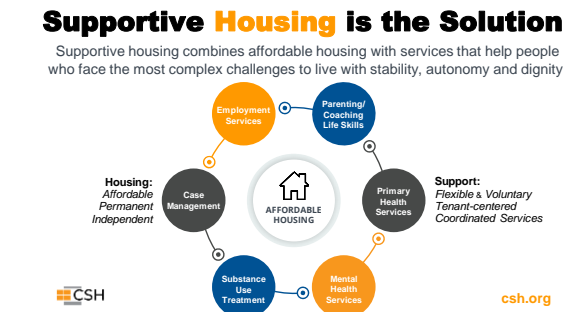 Supportive Housing is the Solution
Supportive housing combines affordable housing with services that help people
who face the most complex challenges to live with stability, autonomy and dignity
Employment
Services
Parenting/
Coaching
Life Skills
Housing:
Affordable
Permanent
Independent
Case
Management
AFFORDABLE
HOUSING
Primary
Health
Services
Support:
Flexible & Voluntary
Tenant-centered
Coordinated Services
Substance
Use
Treatment
Mental
Health
Services
CSH
csh.org